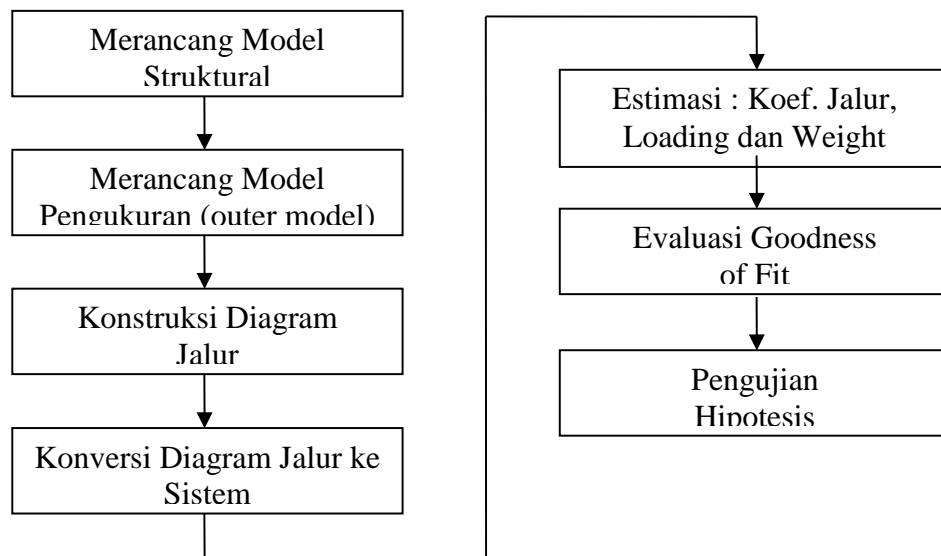 Merancang Model
Struktural
Merancang Model
Pengukuran (outer model)
Konstruksi Diagram
Jalur
Konversi Diagram Jalur ke
Sistem
Estimasi : Koef. Jalur,
Loading dan Weight
Evaluasi Goodness
of Fit
Pengujian
Hipotesis